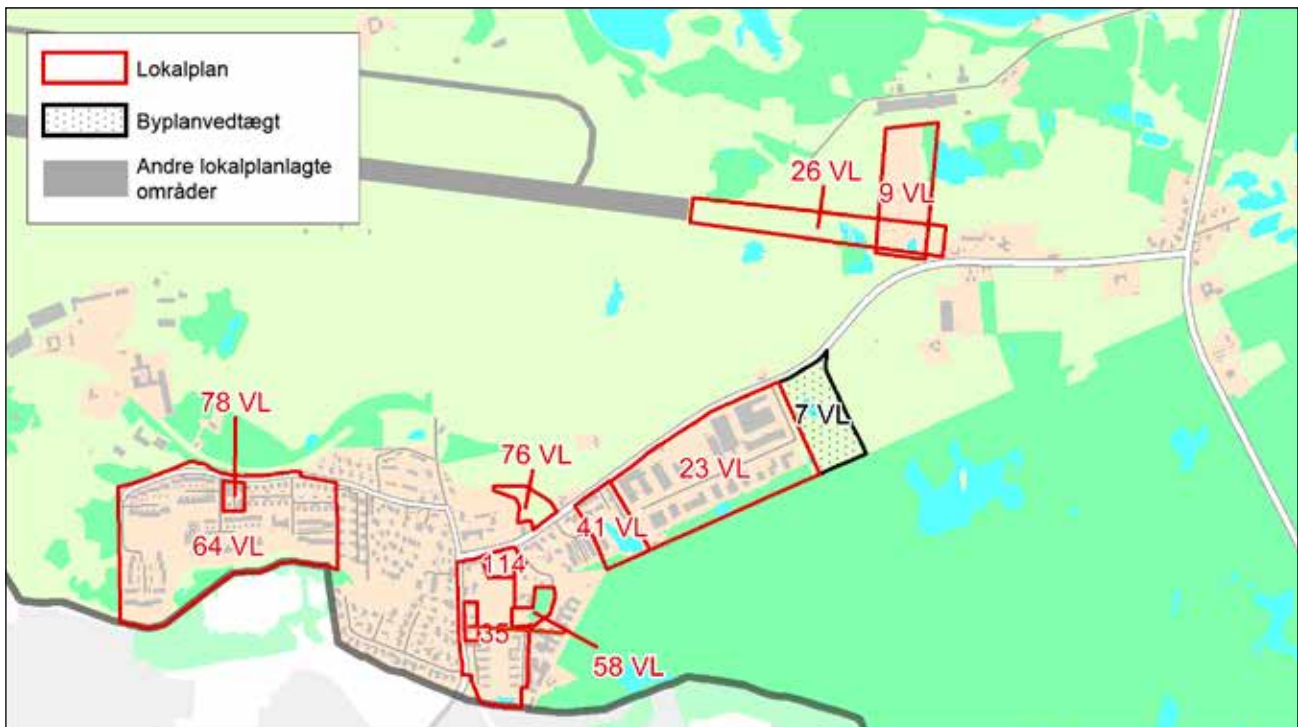 Lokalplan
Byplanvedtægt
Andre lokalplanlagte
områder
26 VL
9 VL
78 VL
7 VL
76 VL
23 VL
41 VL
64 VL
114
35
58 VL